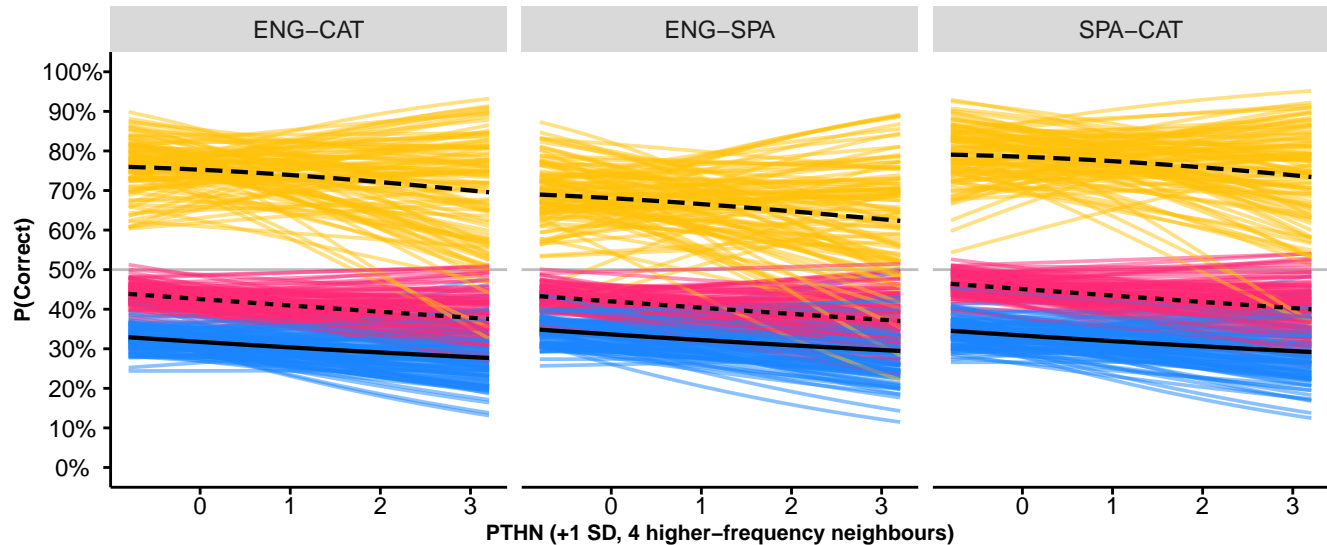 ENG−CAT
ENG−SPA
SPA−CAT
P(Correct)
100%
90%
80%
70%
60%
50%
40%
30%
20%
10%
0%
0 1 2 3
0 1 2 3
0 1 2 3
PTHN (+1 SD, 4 higher−frequency neighbours)